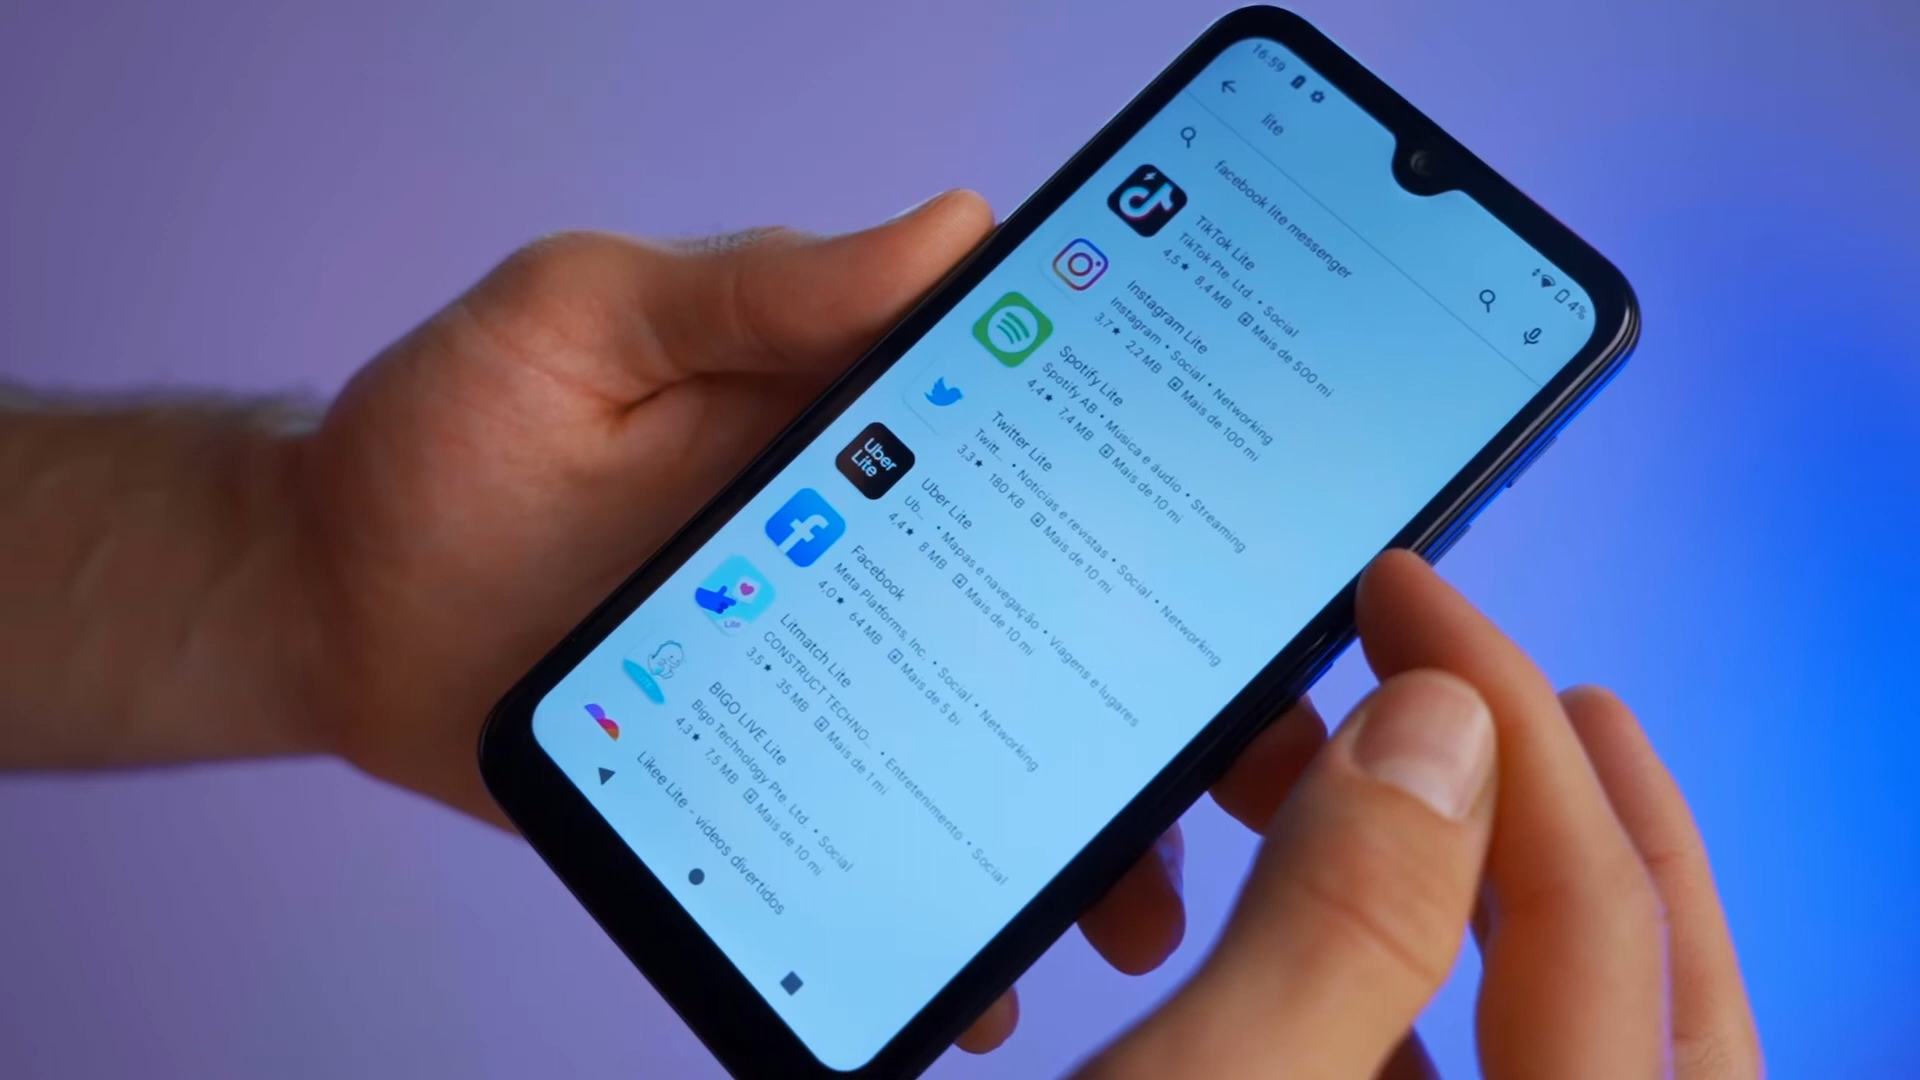 16:59
4%
lite
facebook lite messenger
TikTok Lite
TikTok Pte. Ltd. • Social
4,5★ 8,4 MB Mais de 500 mi
Instagram Lite
Instagram • Social • Networking
3,7★ 2,2 MB Mais de 100 mi
Spotify Lite
Spotify AB • Música e áudio • Streaming
4,4★ 7,4 MB Mais de 10 mi
Twitter Lite
Twitt... • Notícias e revistas • Social • Networking
3,3★ 180 KB Mais de 10 mi
Uber Lite
Uber Lite
Ub... • Mapas e navegação • Viagens e lugares
4,4★ 8 MB Mais de 10 mi
Facebook
Meta Platforms, Inc. • Social • Networking
4,0★ 64 MB Mais de 5 bi
Litmatch Lite
CONSTRUCT TECHNO... • Entretenimento • Social
3,5★ 35 MB Mais de 1 mi
BIGO LIVE Lite
Bigo Technology Pte. Ltd. • Social
4,3★ 7,5 MB Mais de 10 mi
Likee Lite - vídeos divertidos